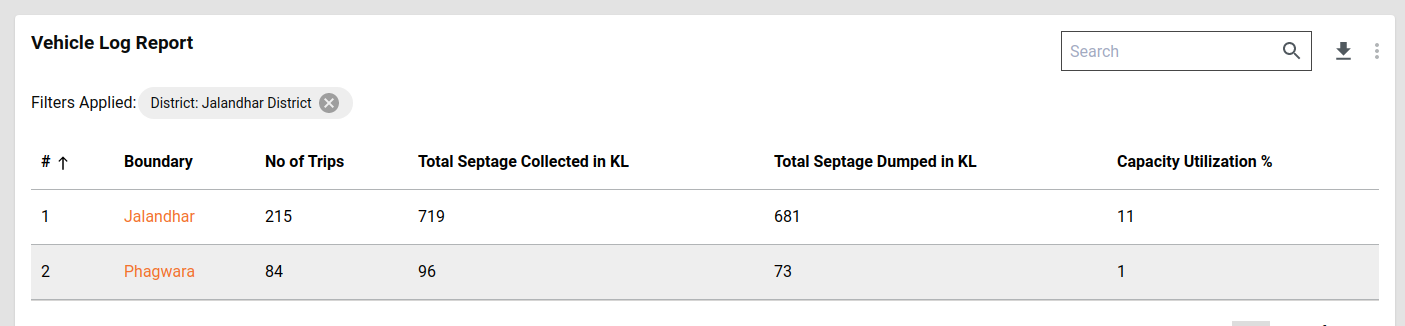 Vehicle Log Report
Search
Filters Applied: District: Jalandhar District
# ↑ Boundary No of Trips Total Septage Collected in KL Total Septage Dumped in KL Capacity Utilization %
1 Jalandhar 215 719 681 11
2 Phagwara 84 96 73 1